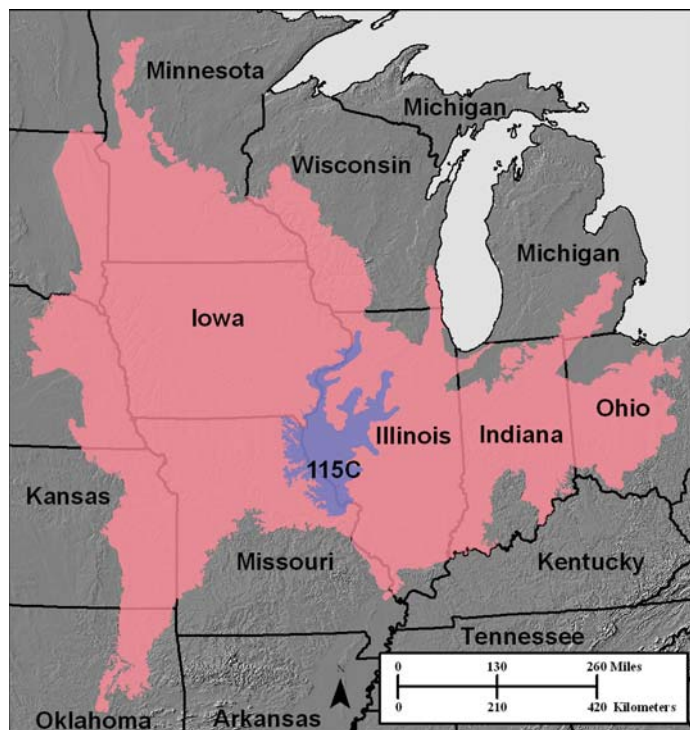 Minnesota
Michigan
Wisconsin
Michigan
Iowa
Ohio
Illinois
Indiana
115C
Kansas
Missouri
Kentucky
Tennessee
0 130 260 Miles
0 210 420 Kilometers
N
Oklahoma
Arkansas